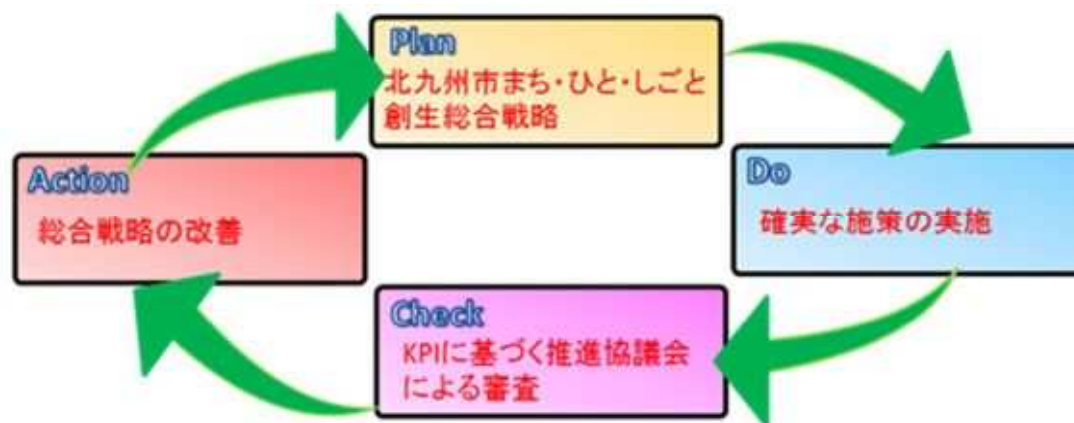 Plan
北九州市まち・ひと・しごと
創生総合戦略
Do
確実な施策の実施
Check
KPIに基づく推進協議会
による審査
Action
総合戦略の改善